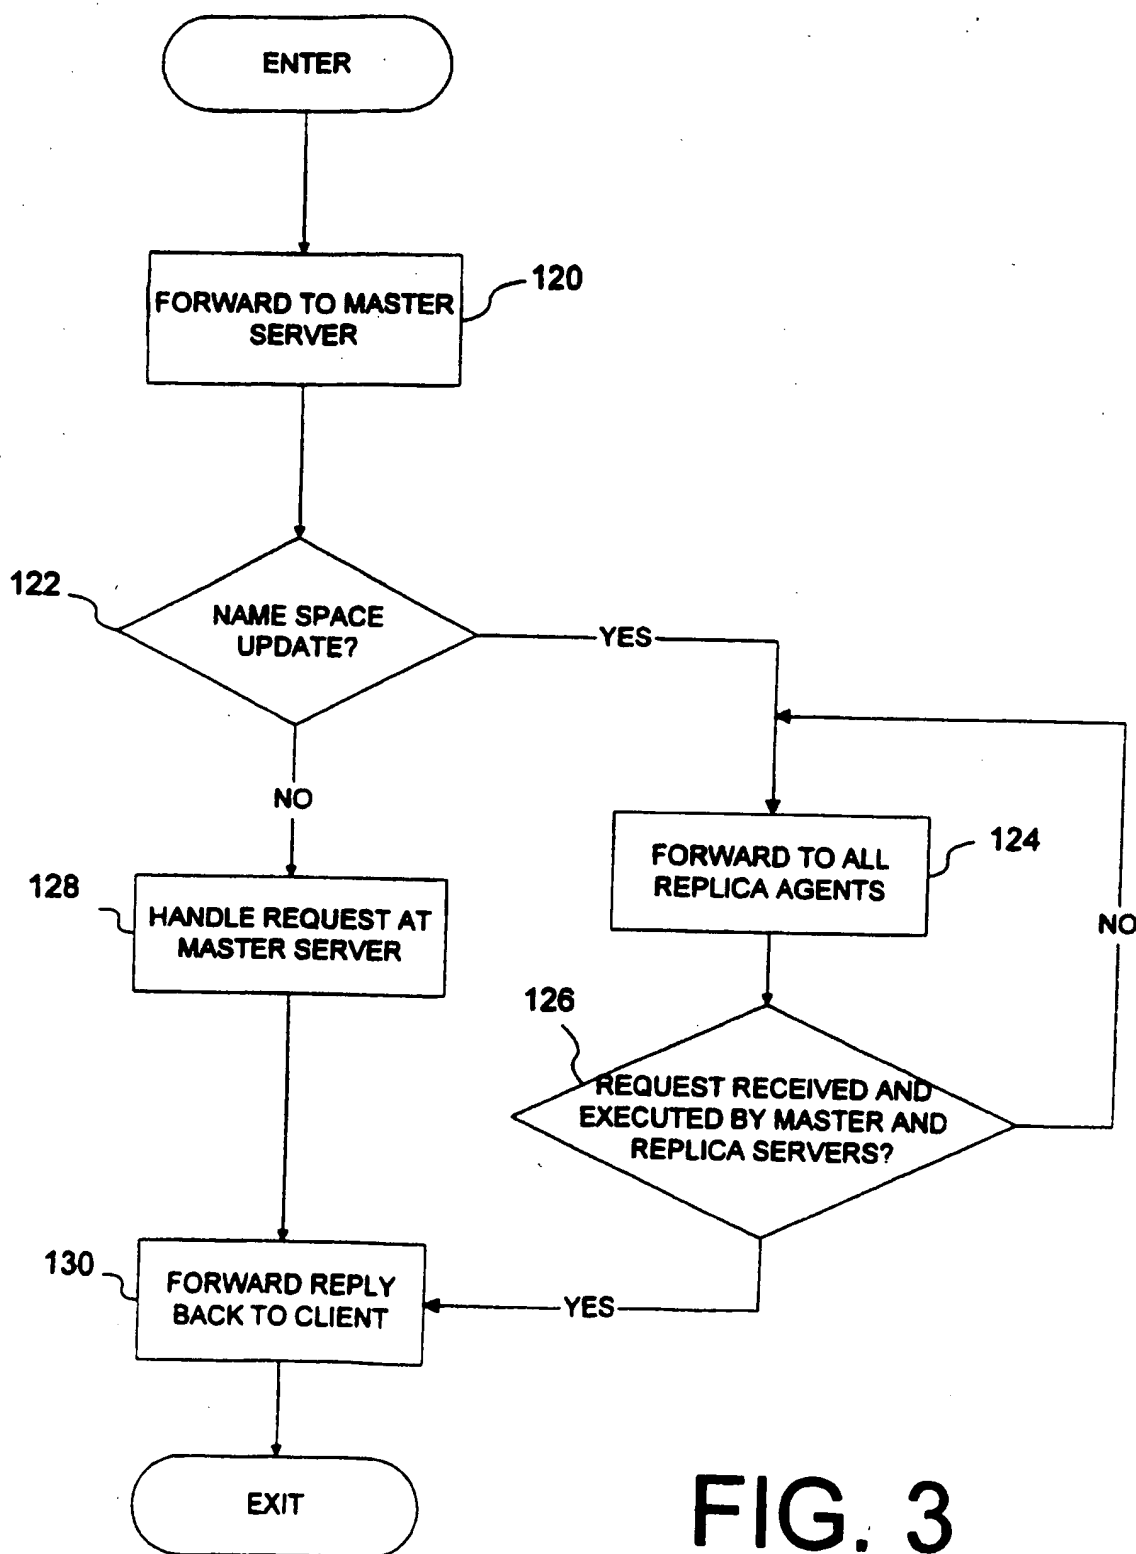 ENTER
FORWARD TO MASTER
SERVER
120
122
NAME SPACE
UPDATE?
YES
NO
FORWARD TO ALL
REPLICA AGENTS
124
NO
128
HANDLE REQUEST AT
MASTER SERVER
126
REQUEST RECEIVED AND
EXECUTED BY MASTER AND
REPLICA SERVERS?
130
FORWARD REPLY
BACK TO CLIENT
YES
EXIT
FIG. 3